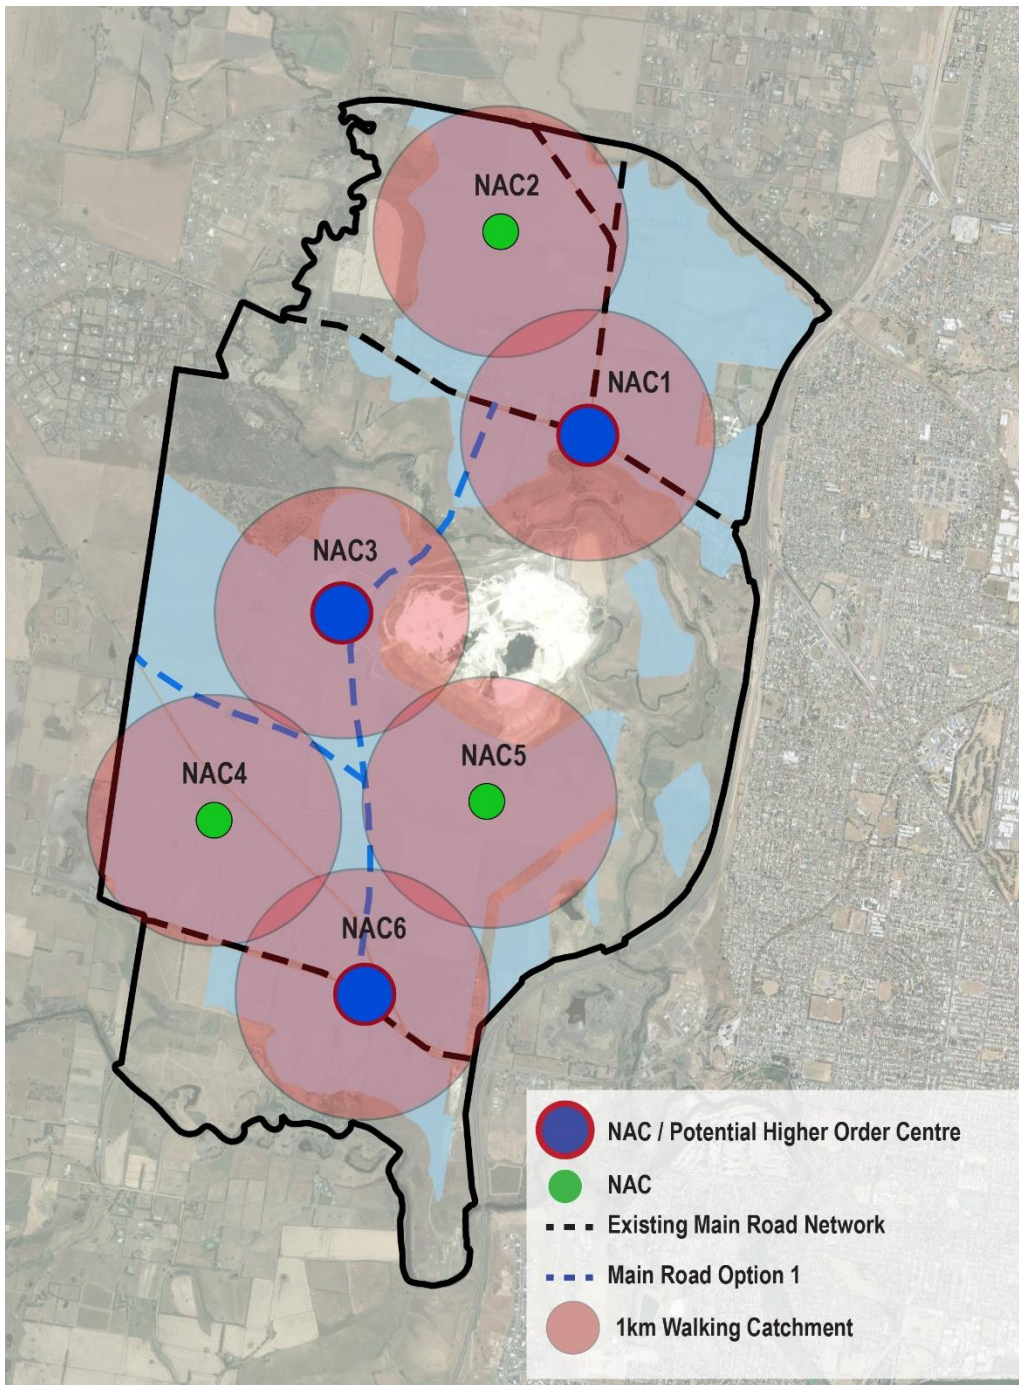 NAC2
NAC1
NAC3
NAC5
NAC4
NAC6
NAC / Potential Higher Order Centre
NAC
Existing Main Road Network
Main Road Option 1
1km Walking Catchment